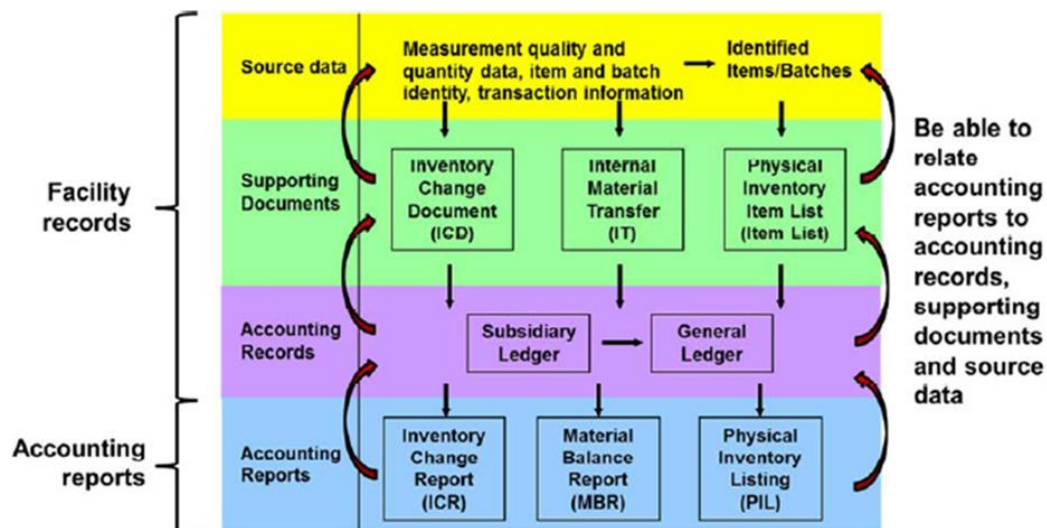 Facility
records
Accounting
reports
Source data
Measurement quality and
quantity data, item and batch
identity, transaction information
Identified
Items/Batches
Supporting
Documents
Inventory
Change
Document
(ICD)
Internal
Material
Transfer
(IT)
Physical
Inventory
Item List
(Item List)
Accounting
Records
Subsidiary
Ledger
General
Ledger
Accounting
Reports
Inventory
Change
Report
(ICR)
Material
Balance
Report
(MBR)
Physical
Inventory
Listing
(PIL)
Be able to
relate
accounting
reports to
accounting
records,
supporting
documents
and source
data